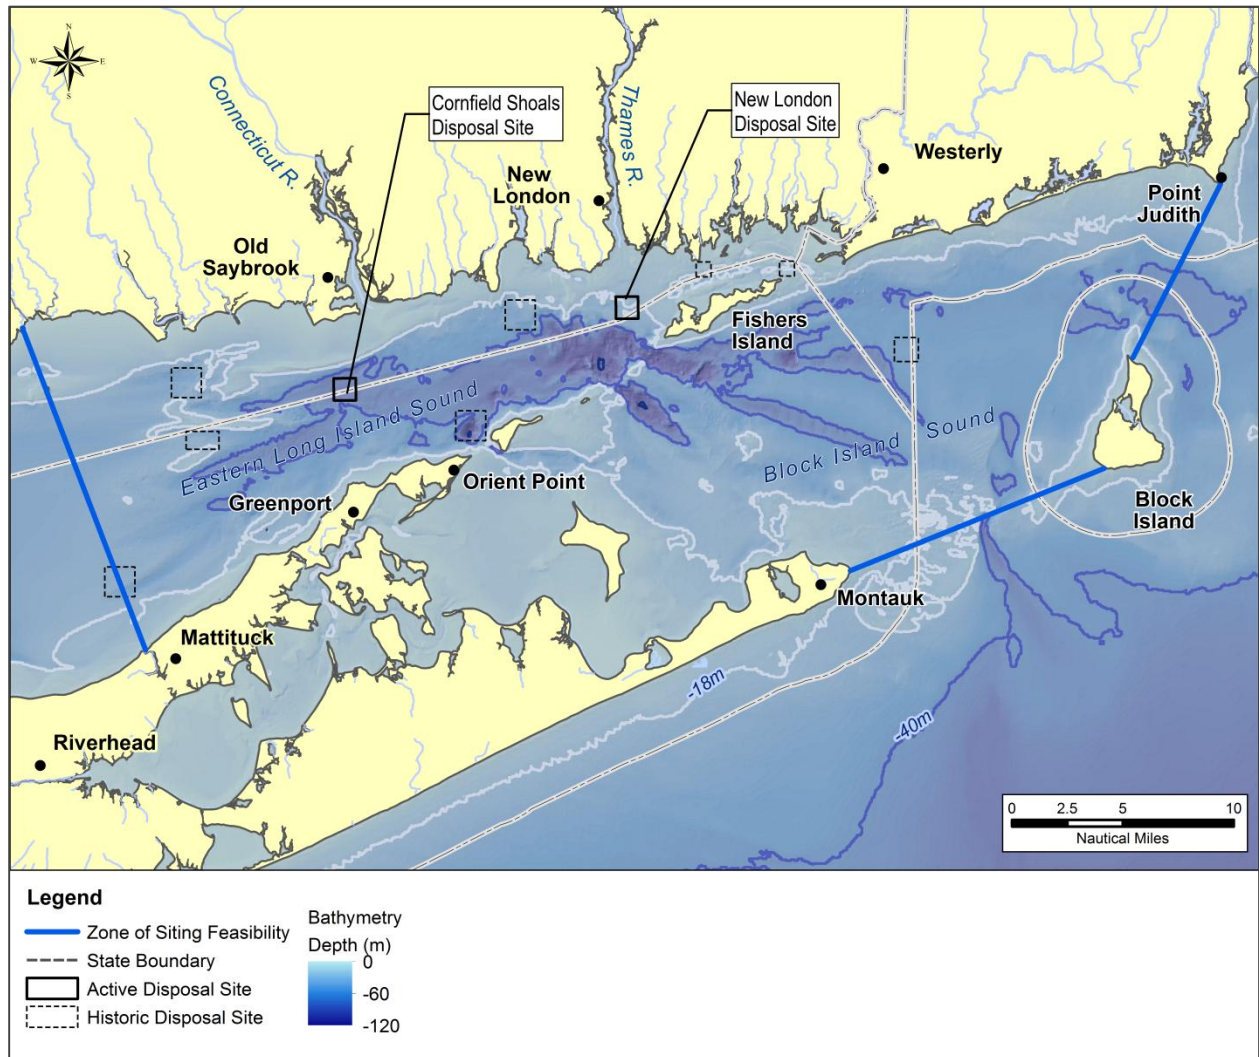 N
W
E
S
Connecticut R.
Cornfield Shoals
Disposal Site
Thames R.
New London
Disposal Site
Westerly
New
London
Point
Judith
Old
Saybrook
Fishers
Island
Eastern Long Island Sound
Block Island Sound
Orient Point
Greenport
Block
Island
Montauk
Mattituck
-18m
-40m
Riverhead
0 2.5 5 10
Nautical Miles
Legend
Zone of Siting Feasibility
State Boundary
Active Disposal Site
Historic Disposal Site
Bathymetry
Depth (m)
0
-60
-120